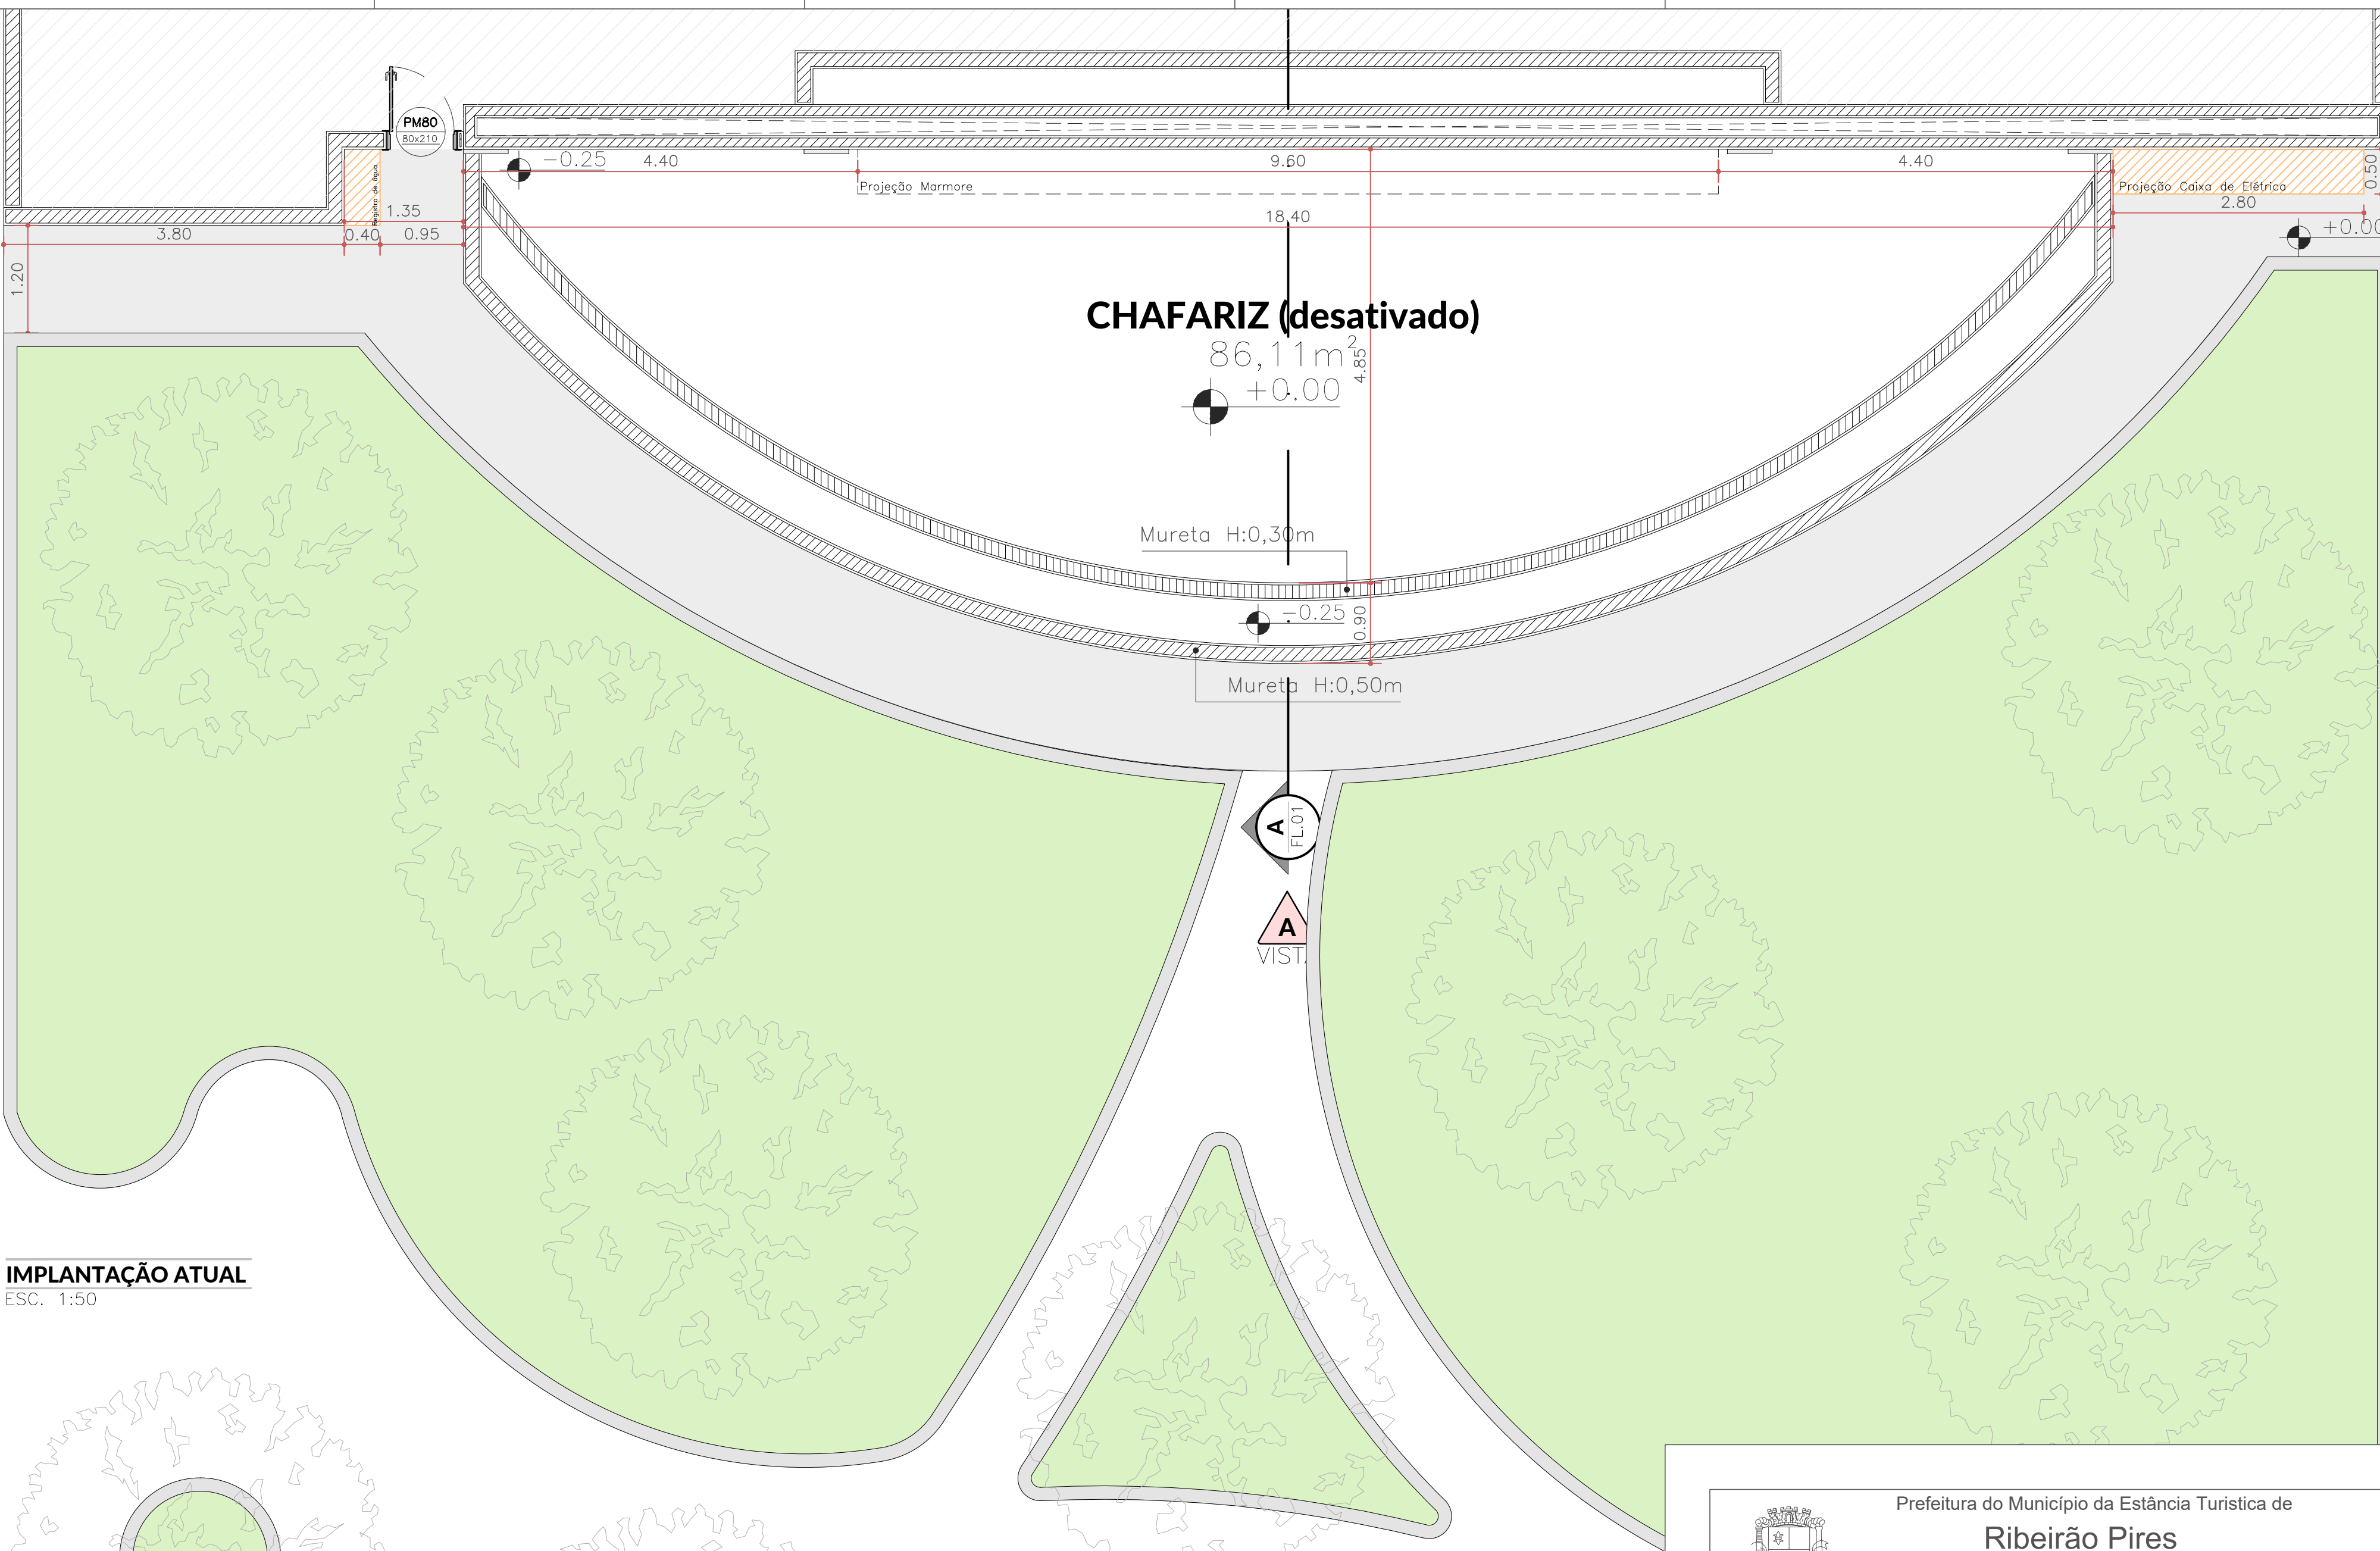 PM80
80x210
-0.25
4.40
9.60
4.40
Projeção Marmore
Projeção Caixa de Elétrica
0.50
Registro de água
1.35
18.40
2.80
3.80
0.40
0.95
1.20
CHAFARIZ (desativado)
86,11m²
4.85
+0.00
Mureta H:0,30m
-0.25
0.90
Mureta H:0,50m
A
FL.01
A
IMPLANTAÇÃO ATUAL
ESC. 1:50
Prefeitura do Município da Estância Turistica de
Ribeirão Pires